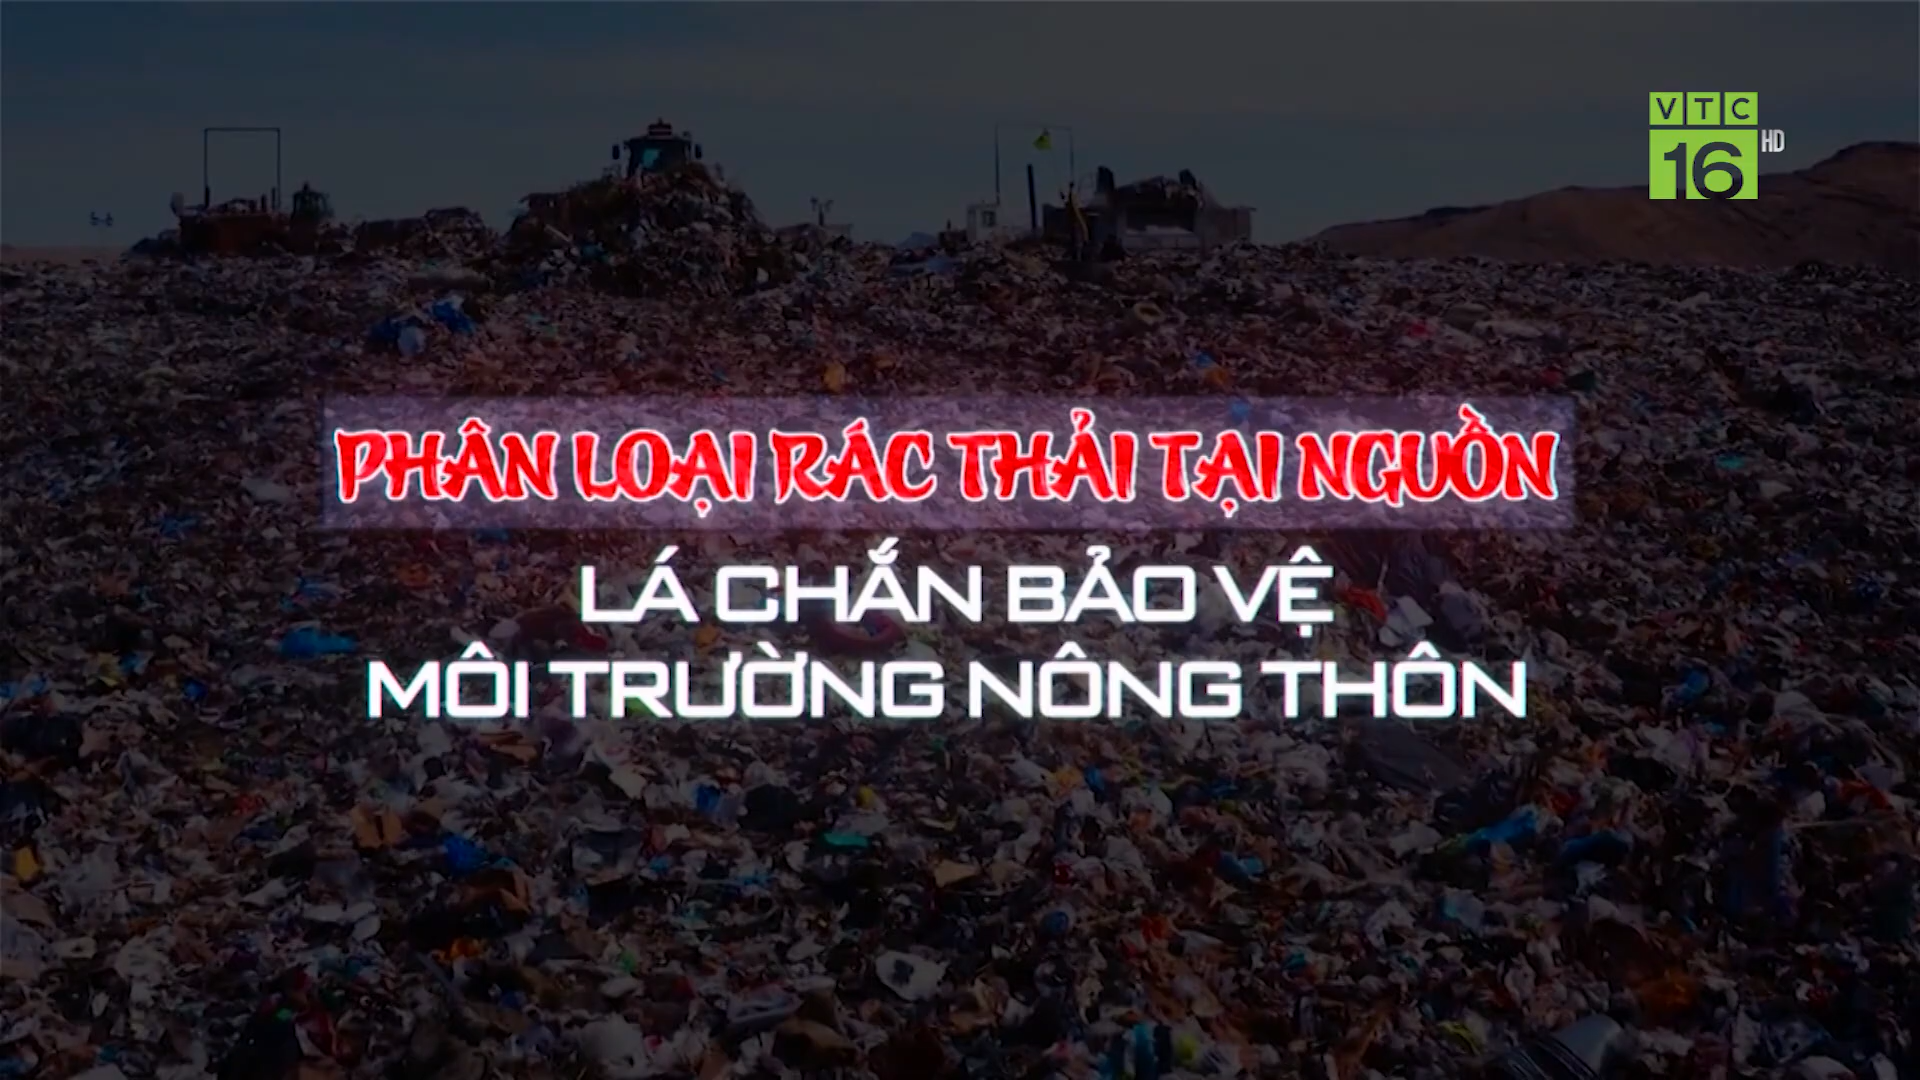 VTC
16 HD
PHÂN LOẠI RÁC THẢI TẠI NGUỒN
LÁ CHẮN BẢO VỆ
MÔI TRƯỜNG NÔNG THÔN